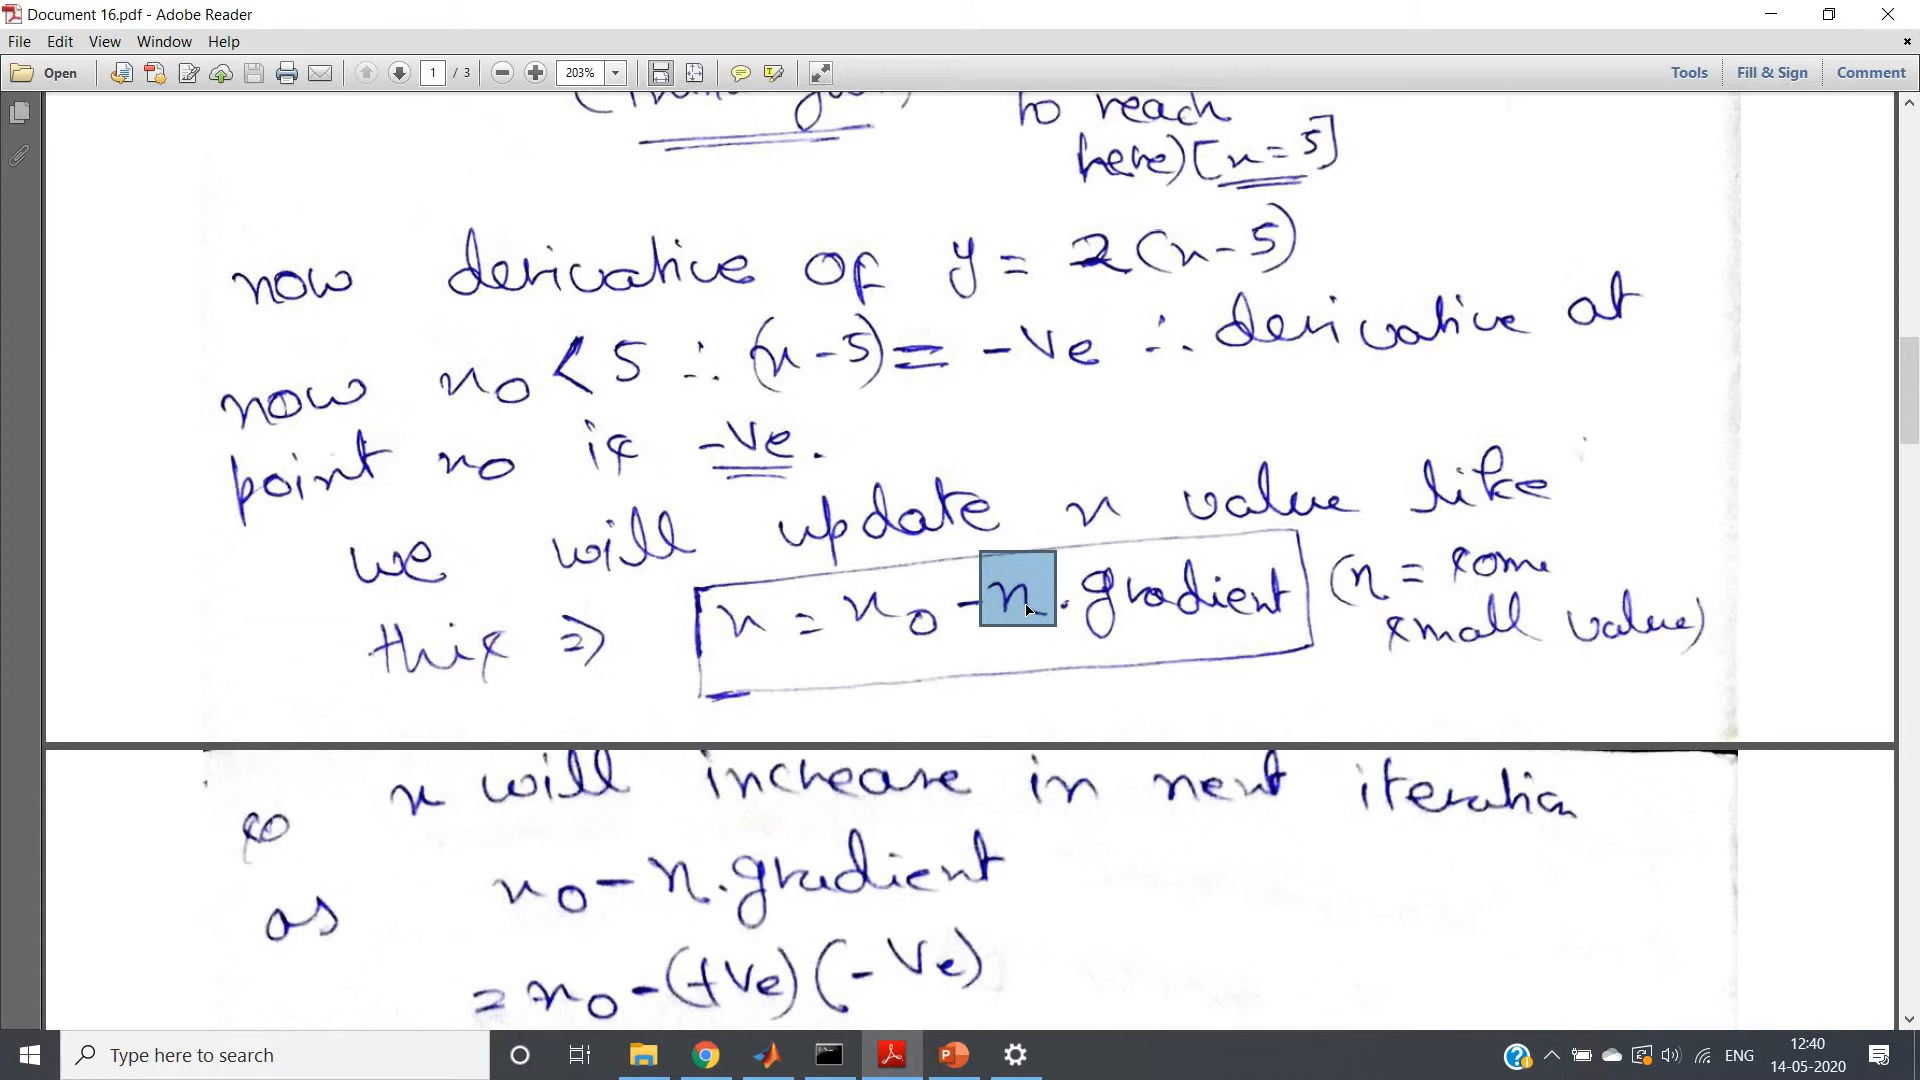 Document 16.pdf - Adobe Reader
File Edit View Window Help
Open 1 / 3 203% Tools Fill & Sign Comment
to reach
here) [x = 5]
now derivative of y = 2(x-5)
now x0 < 5 ∴ (x-5) = -ve ∴ derivative at
point x0 is -ve.
we will update x value like
this ⇒ x = x0 - η.gradient (η = some
small value)
so x will increase in next iteration
as x0 - η.gradient
= x0 - (+ve)(-ve)
Type here to search
ENG
12:40
14-05-2020